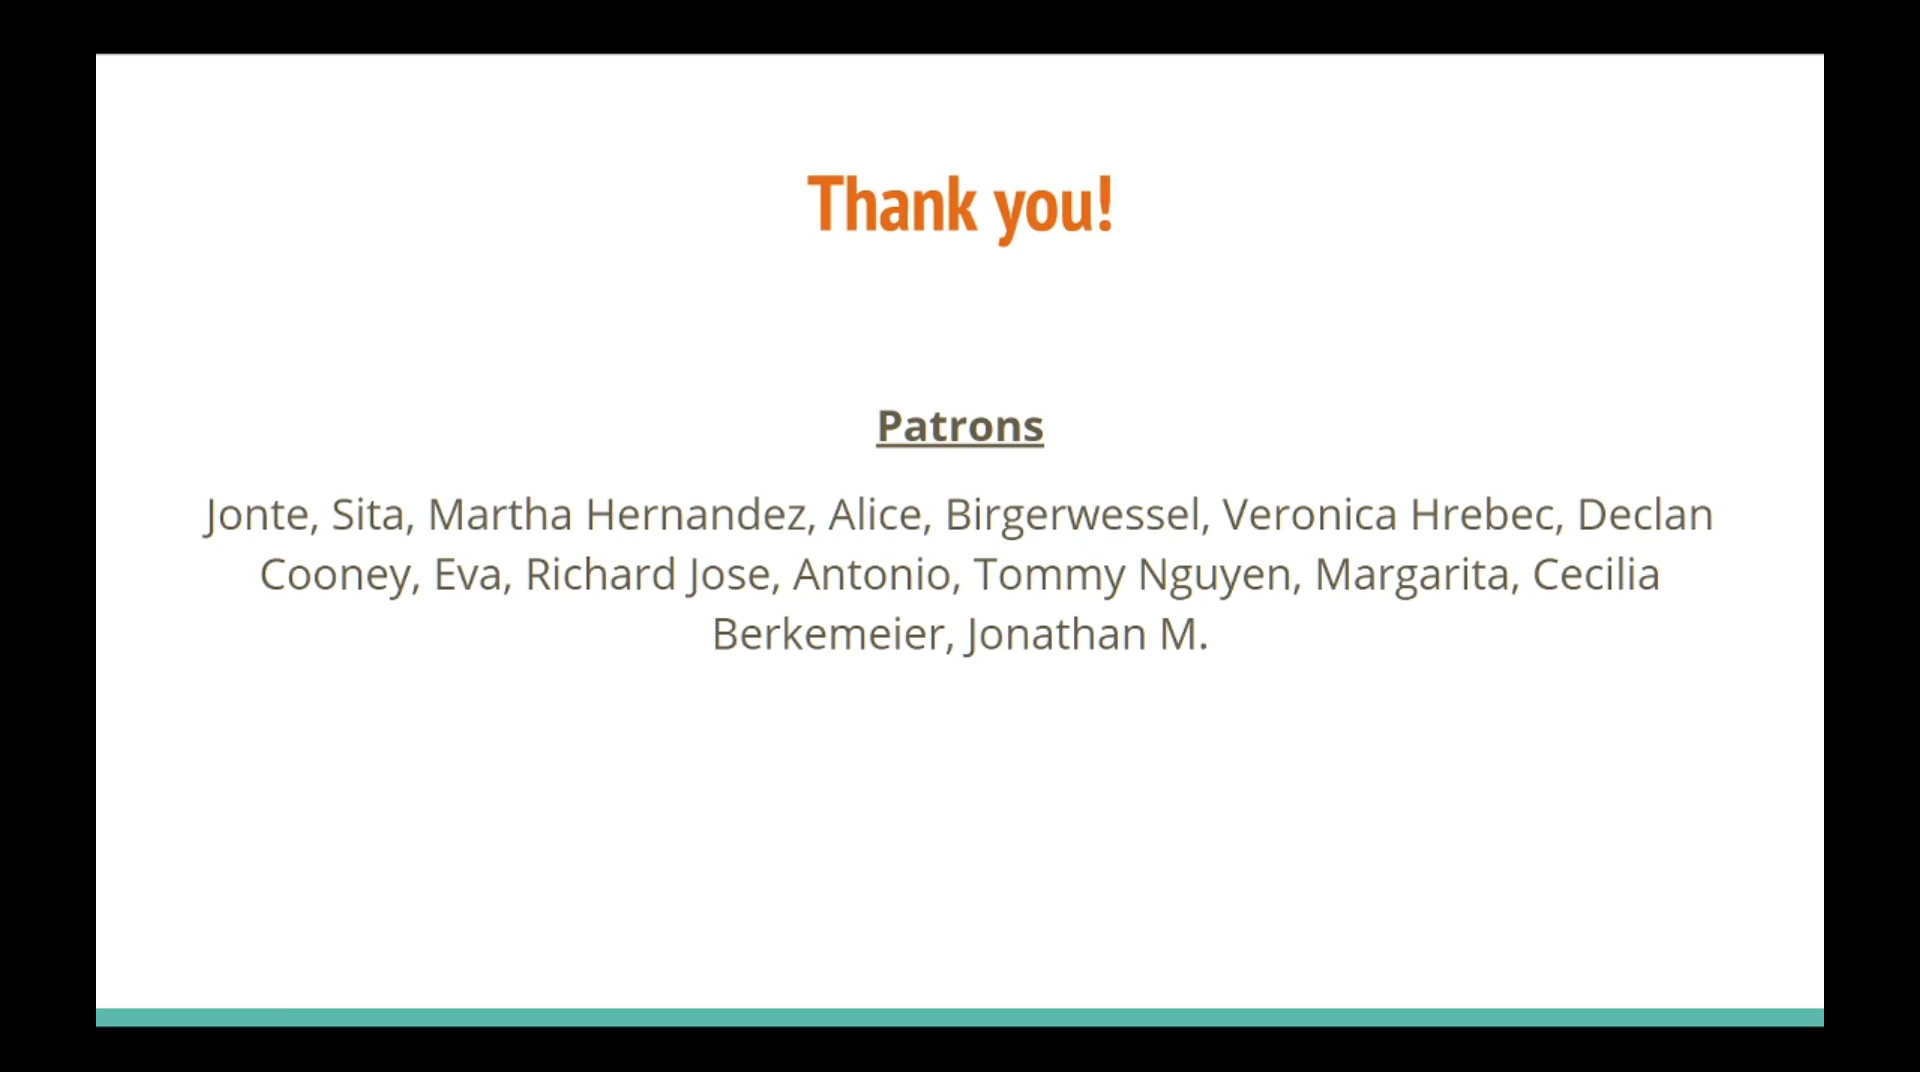 Thank you!
Patrons
Jonte, Sita, Martha Hernandez, Alice, Birgerwessel, Veronica Hrebec, Declan
Cooney, Eva, Richard Jose, Antonio, Tommy Nguyen, Margarita, Cecilia
Berkemeier, Jonathan M.